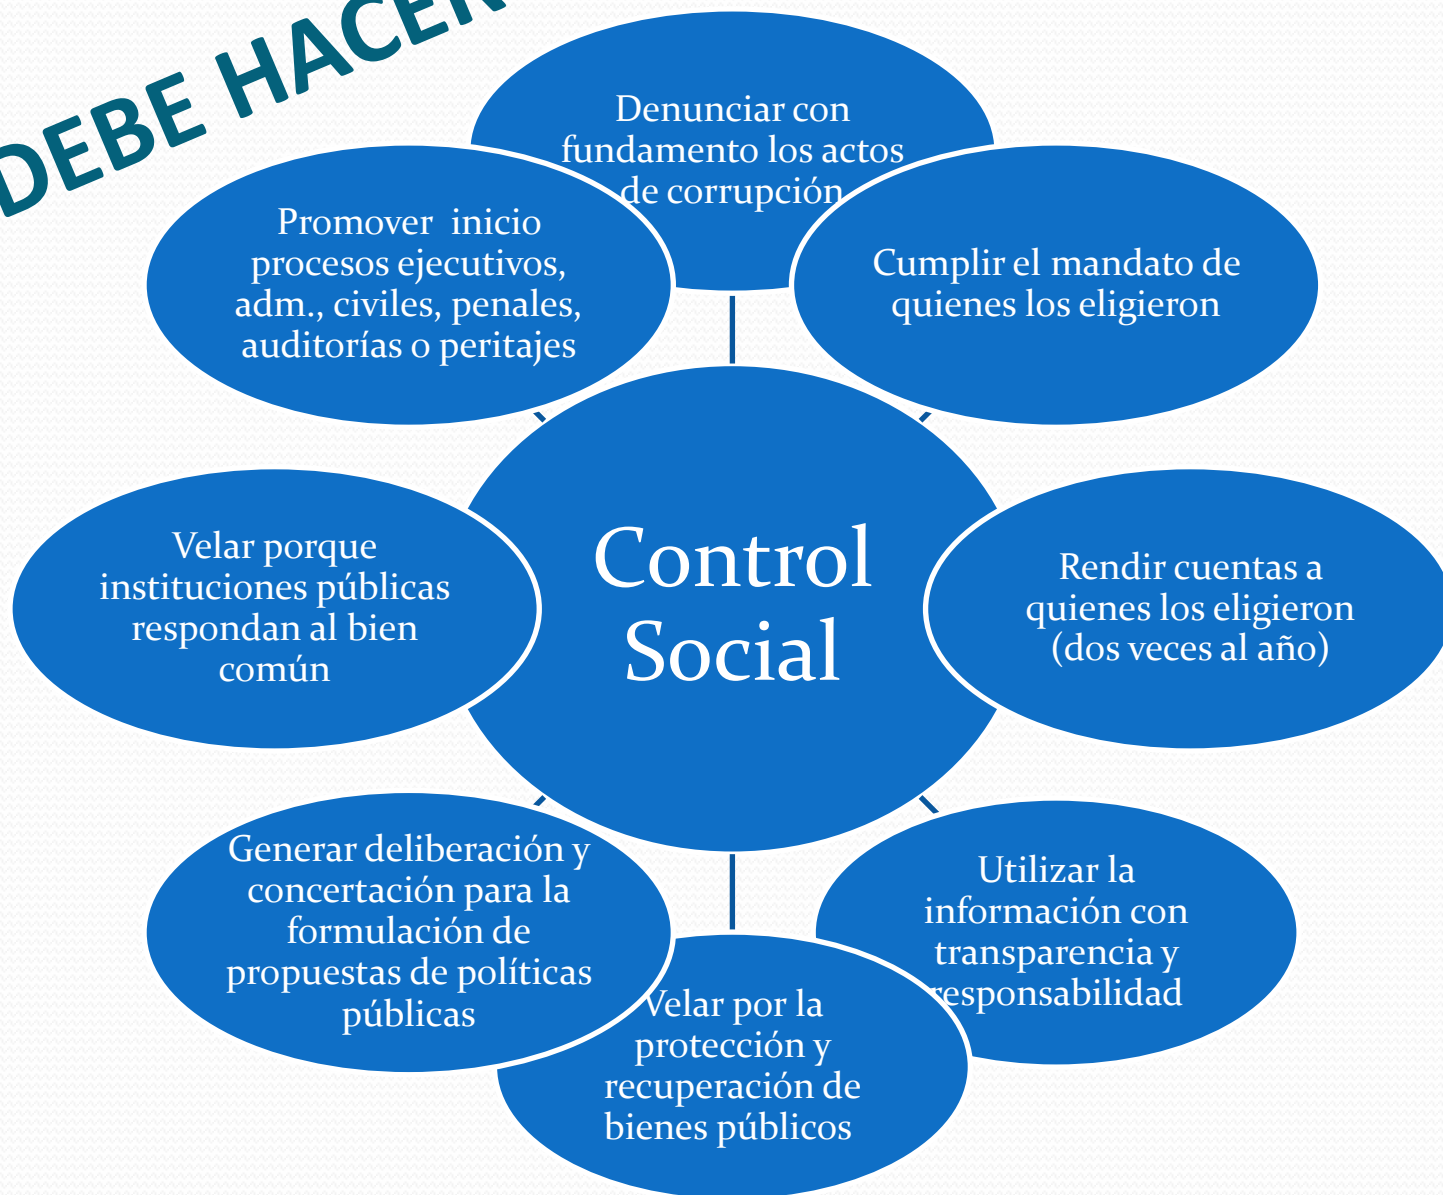 DEBE HACER
Denunciar con
fundamento los actos
de corrupción
Cumplir el mandato de
quienes los eligieron
Rendir cuentas a
quienes los eligieron
(dos veces al año)
Utilizar la
información con
transparencia y
responsabilidad
Velar por la
protección y
recuperación de
bienes públicos
Generar deliberación y
concertación para la
formulación de
propuestas de políticas
públicas
Velar porque
instituciones públicas
respondan al bien
común
Promover inicio
procesos ejecutivos,
adm., civiles, penales,
auditorías o peritajes
Control
Social